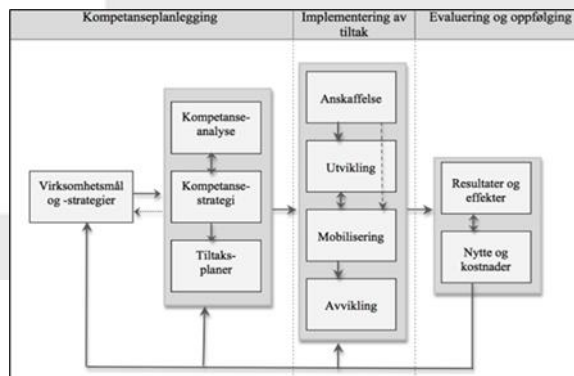 Kompetanseplanlegging
Implementering av
tiltak
Evaluering og oppfølging
Virksomhetsmål
og -strategier
Kompetanse-
analyse
Kompetanse-
strategi
Tiltaks-
planer
Anskaffelse
Utvikling
Mobilisering
Avvikling
Resultater og
effekter
Nytte og
kostnader